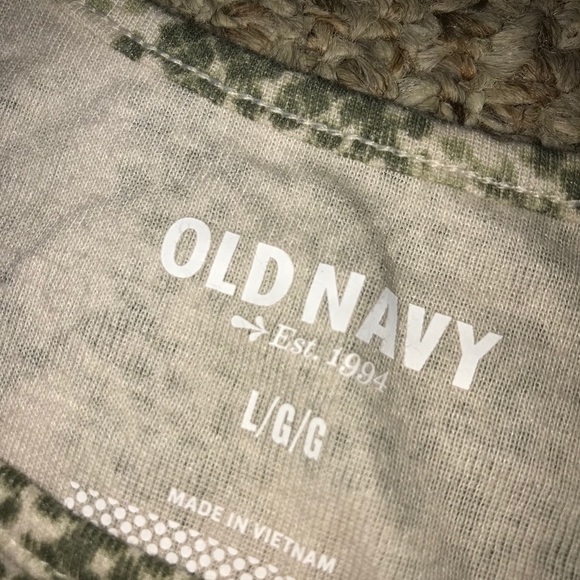 OLD NAVY
Est. 1994
L/G/G
MADE IN VIETNAM